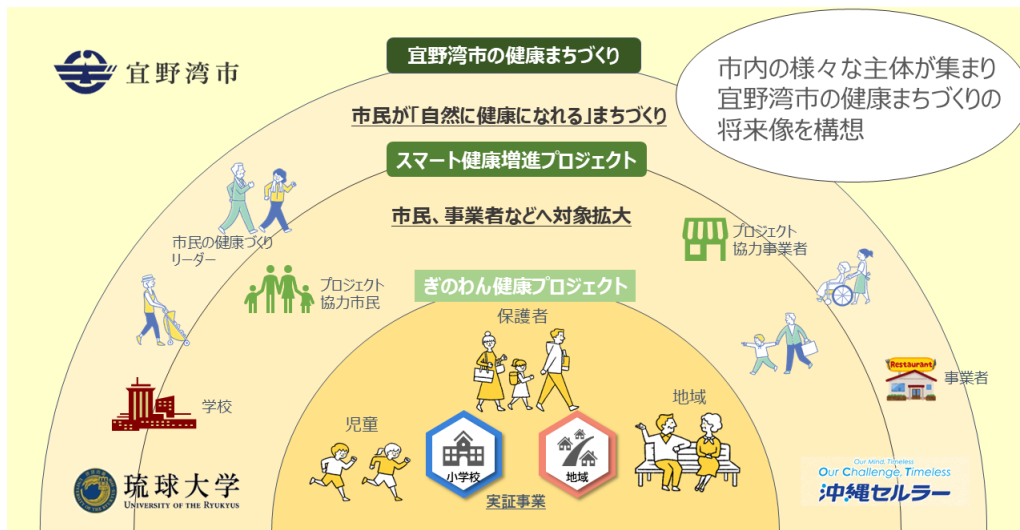 宜野湾市
宜野湾市の健康まちづくり
市内の様々な主体が集まり
宜野湾市の健康まちづくりの
将来像を構想
市民が「自然に健康になれる」まちづくり
スマート健康増進プロジェクト
市民、事業者などへ対象拡大
市民の健康づくり
リーダー
プロジェクト
協力市民
プロジェクト
協力事業者
ぎのわん健康プロジェクト
保護者
Restaurant
事業者
学校
児童
地域
小学校
地域
実証事業
琉球大学
UNIVERSITY OF THE RYUKYUS
Our Mind, Timeless
Our Challenge, Timeless
沖縄セルラー